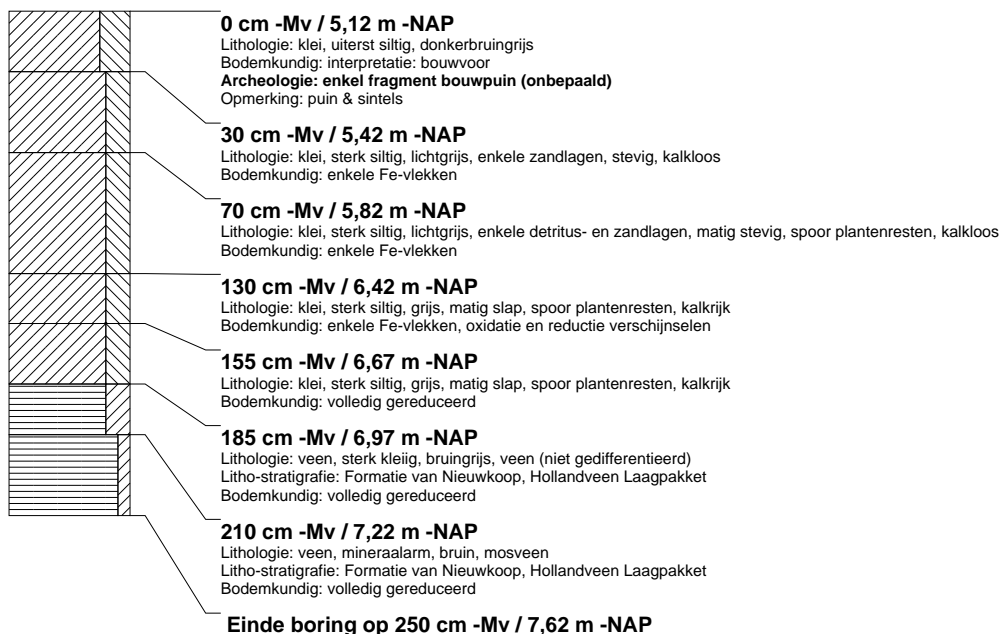 0 cm -Mv / 5,12 m -NAP
Lithologie: klei, uiterst siltig, donkerbruingrijs
Bodemkundig: interpretatie: bouwvoor
Archeologie: enkel fragment bouwpuin (onbepaald)
Opmerking: puin & sintels
30 cm -Mv / 5,42 m -NAP
Lithologie: klei, sterk siltig, lichtgrijs, enkele zandlagen, stevig, kalkloos
Bodemkundig: enkele Fe-vlekken
70 cm -Mv / 5,82 m -NAP
Lithologie: klei, sterk siltig, lichtgrijs, enkele detritus- en zandlagen, matig stevig, spoor plantenresten, kalkloos
Bodemkundig: enkele Fe-vlekken
130 cm -Mv / 6,42 m -NAP
Lithologie: klei, sterk siltig, grijs, matig slap, spoor plantenresten, kalkrijk
Bodemkundig: enkele Fe-vlekken, oxidatie en reductie verschijnselen
155 cm -Mv / 6,67 m -NAP
Lithologie: klei, sterk siltig, grijs, matig slap, spoor plantenresten, kalkrijk
Bodemkundig: volledig gereduceerd
185 cm -Mv / 6,97 m -NAP
Lithologie: veen, sterk kleiig, bruingrijs, veen (niet gedifferentieerd)
Litho-stratigrafie: Formatie van Nieuwkoop, Hollandveen Laagpakket
Bodemkundig: volledig gereduceerd
210 cm -Mv / 7,22 m -NAP
Lithologie: veen, mineraalarm, bruin, mosveen
Litho-stratigrafie: Formatie van Nieuwkoop, Hollandveen Laagpakket
Bodemkundig: volledig gereduceerd
Einde boring op 250 cm -Mv / 7,62 m -NAP